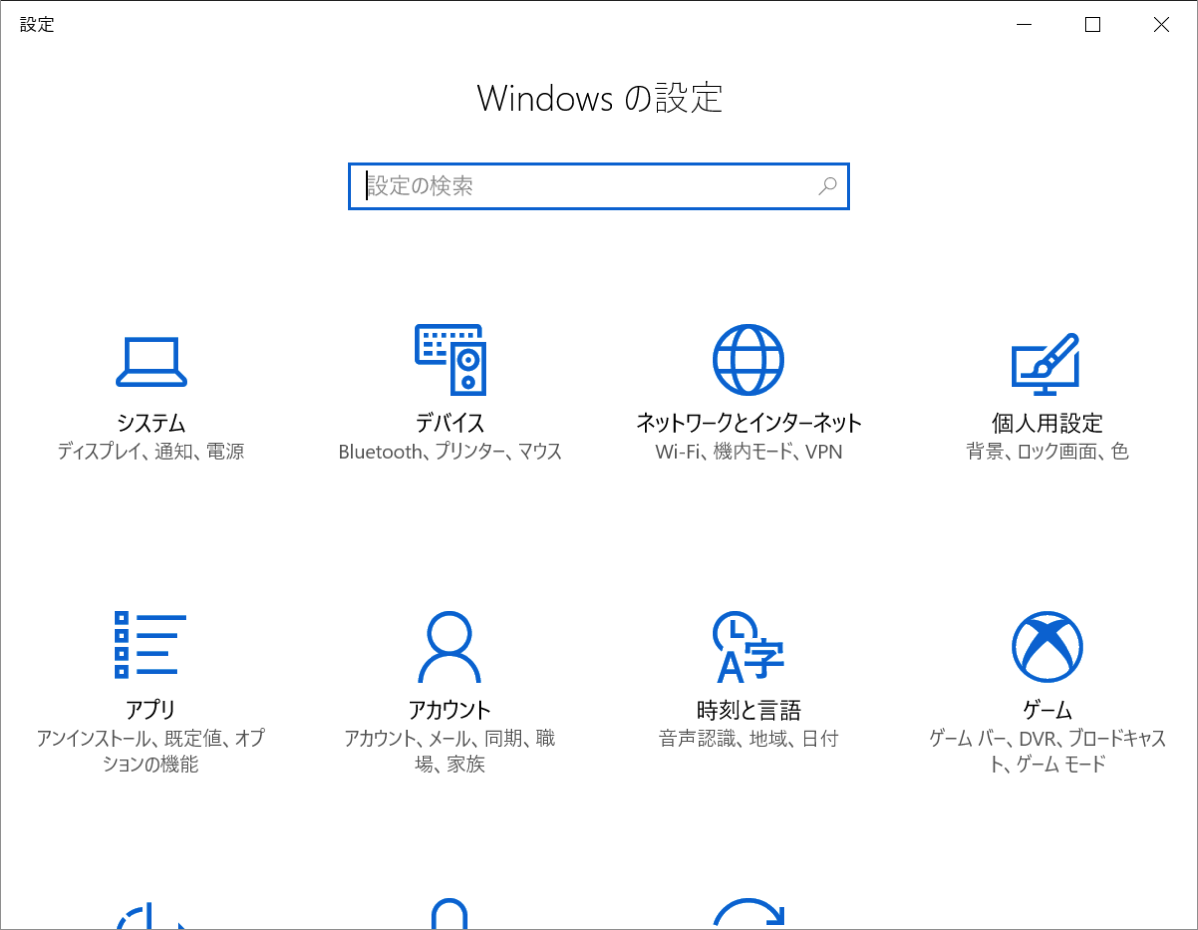 設定
Windows の設定
設定の検索
システム
ディスプレイ、通知、電源
デバイス
Bluetooth、プリンター、マウス
ネットワークとインターネット
Wi-Fi、機内モード、VPN
個人用設定
背景、ロック画面、色
アプリ
アンインストール、既定値、オプ
ションの機能
アカウント
アカウント、メール、同期、職
場、家族
A字
時刻と言語
音声認識、地域、日付
ゲーム
ゲーム バー、DVR、ブロードキャス
ト、ゲーム モード